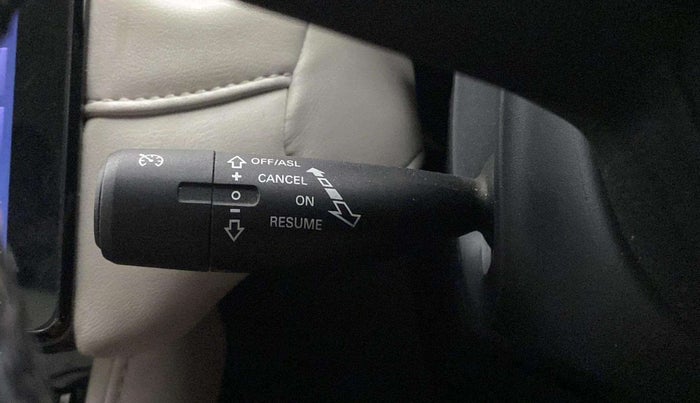 OFF/ASL
+ CANCEL
O ON
− RESUME